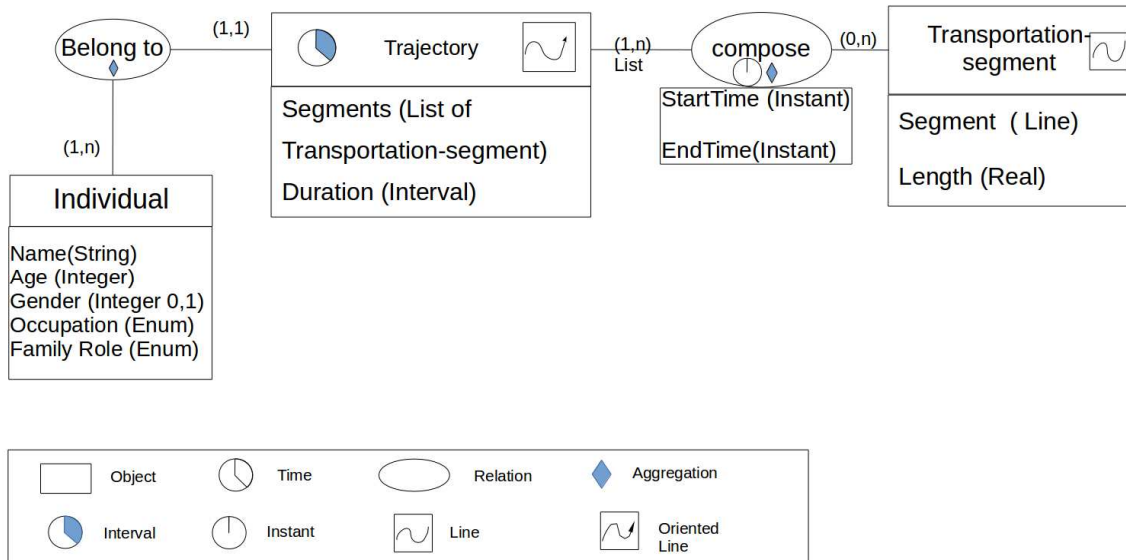 Belong to
(1,1)
(1,n)
Individual
Name(String)
Age (Integer)
Gender (Integer 0,1)
Occupation (Enum)
Family Role (Enum)
Trajectory
Segments (List of
Transportation-segment)
Duration (Interval)
(1,n)
List
compose
StartTime (Instant)
EndTime(Instant)
(0,n)
Transportation-
segment
Segment ( Line)
Length (Real)
Object
Time
Relation
Aggregation
Interval
Instant
Line
Oriented
Line